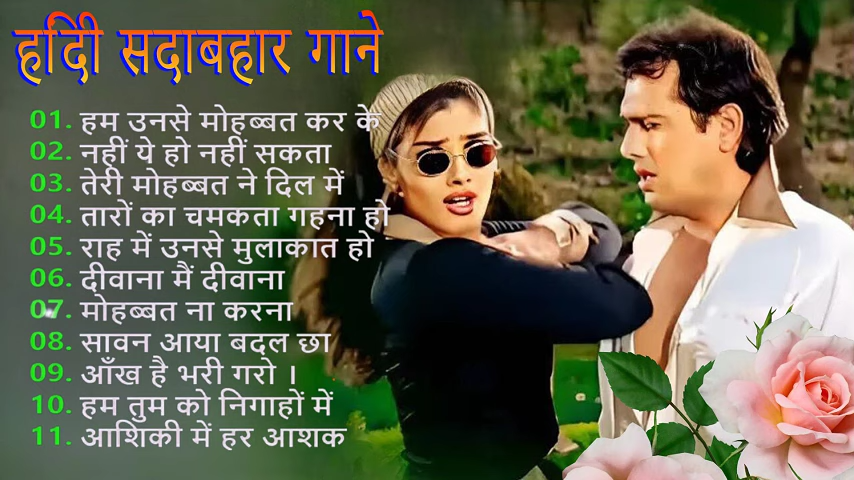 हिंदी सदाबहार गाने
01. हम उनसे मोहब्बत कर के
02. नहीं ये हो नहीं सकता
03. तेरी मोहब्बत ने दिल में
04. तारों का चमकता गहना हो
05. राह में उनसे मुलाकात हो
06. दीवाना मैं दीवाना
07. मोहब्बत ना करना
08. सावन आया बदल छा
09. आँख है भरी गरो ।
10. हम तुम को निगाहों में
11. आशिकी में हर आशक